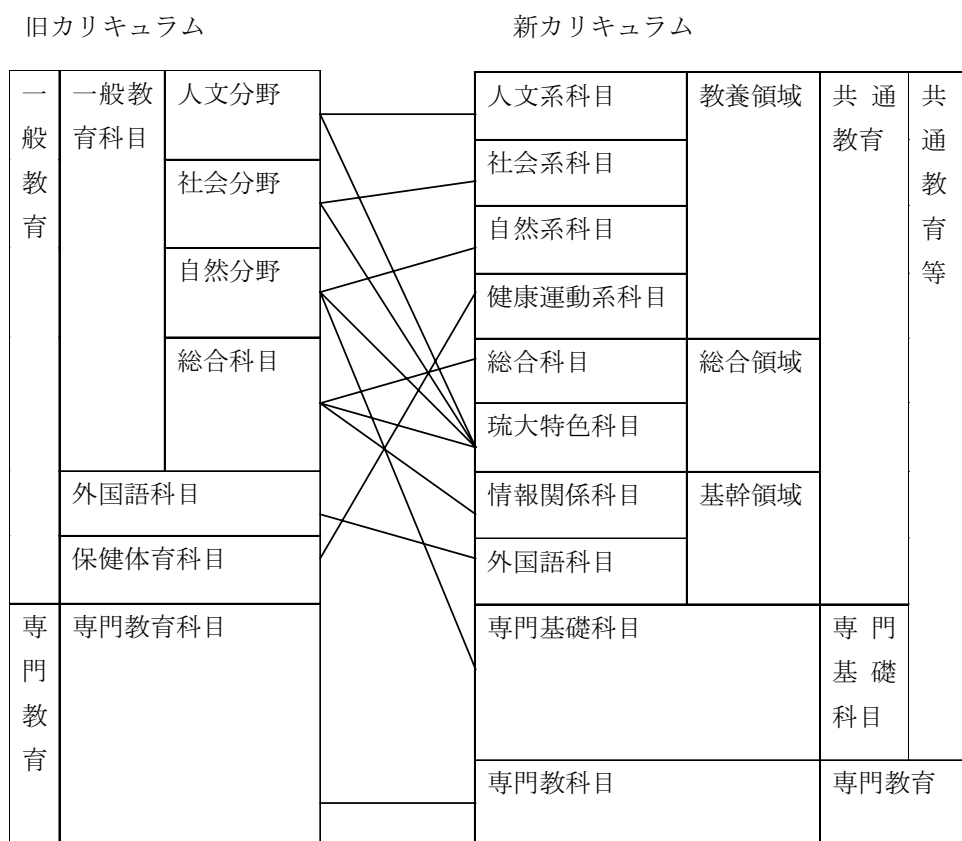 旧カリキュラム
新カリキュラム
一般教育
一般教
育科目
人文分野
社会分野
自然分野
総合科目
外国語科目
保健体育科目
専門教育
専門教育科目
人文系科目
社会系科目
自然系科目
健康運動系科目
教養領域
総合科目
琉大特色科目
総合領域
情報関係科目
外国語科目
基幹領域
共通
教育
共通教育等
専門基礎科目
専門
基礎
科目
専門教科目
専門教育